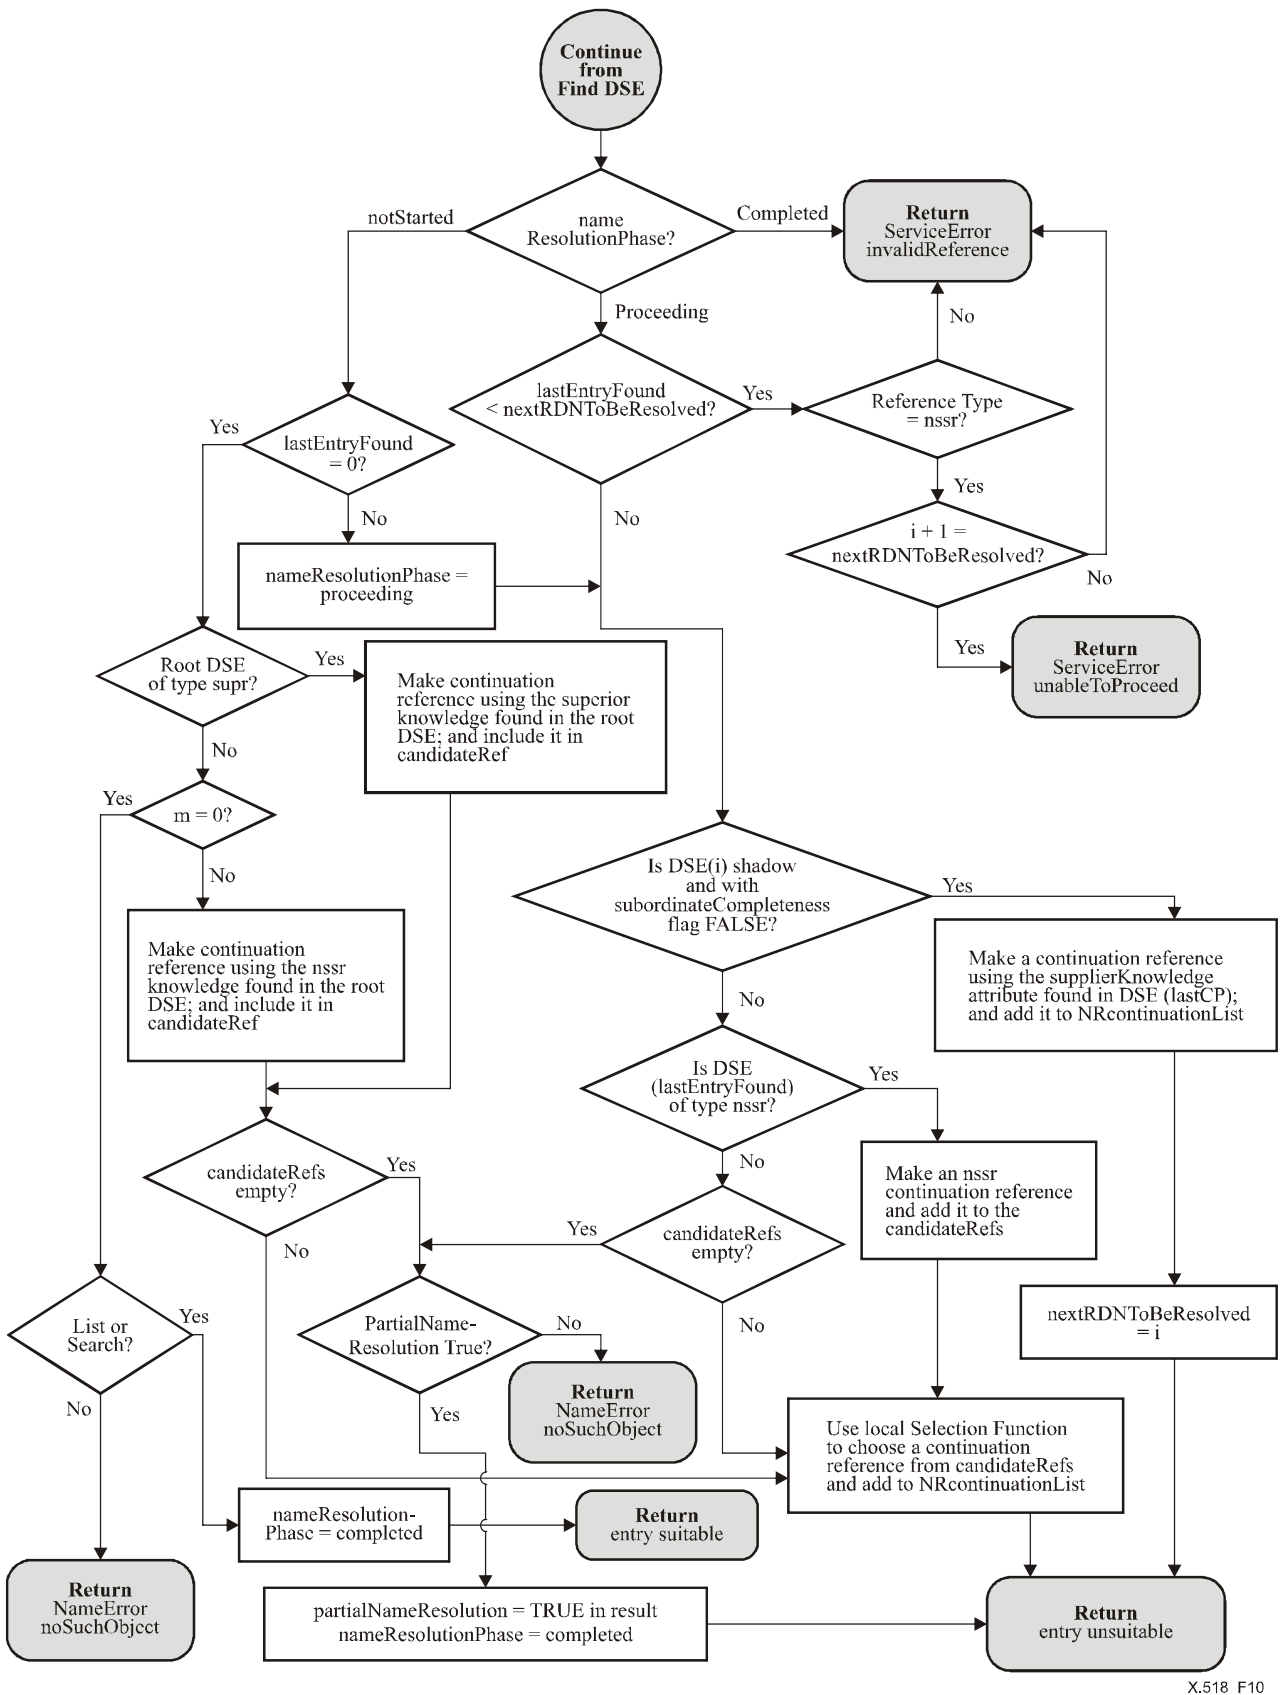 Continue
from
Find DSE
name
ResolutionPhase?
notStarted
Completed
Return
ServiceError
invalidReference
Proceeding
No
lastEntryFound
< nextRDNToBeResolved?
Yes
Reference Type
= nssr?
Yes
lastEntryFound
= 0?
Yes
No
No
i + 1 =
nextRDNToBeResolved?
No
nameResolutionPhase =
proceeding
Yes
Return
ServiceError
unableToProceed
Root DSE
of type supr?
Yes
Make continuation
reference using the superior
knowledge found in the root
DSE; and include it in
candidateRef
No
Yes
m = 0?
No
Is DSE(i) shadow
and with
subordinateCompleteness
flag FALSE?
Yes
Make continuation
reference using the nssr
knowledge found in the root
DSE; and include it in
candidateRef
Make a continuation reference
using the supplierKnowledge
attribute found in DSE (lastCP);
and add it to NRcontinuationList
No
Is DSE
(lastEntryFound)
of type nssr?
Yes
candidateRefs
empty?
Yes
No
Make an nssr
continuation reference
and add it to the
candidateRefs
No
Yes
candidateRefs
empty?
List or
Search?
Yes
PartialName-
Resolution True?
No
No
nextRDNToBeResolved
= i
No
Yes
Return
NameError
noSuchObject
Use local Selection Function
to choose a continuation
reference from candidateRefs
and add to NRcontinuationList
nameResolution-
Phase = completed
Return
entry suitable
Return
NameError
noSuchObject
partialNameResolution = TRUE in result
nameResolutionPhase = completed
Return
entry unsuitable
X.518_F10